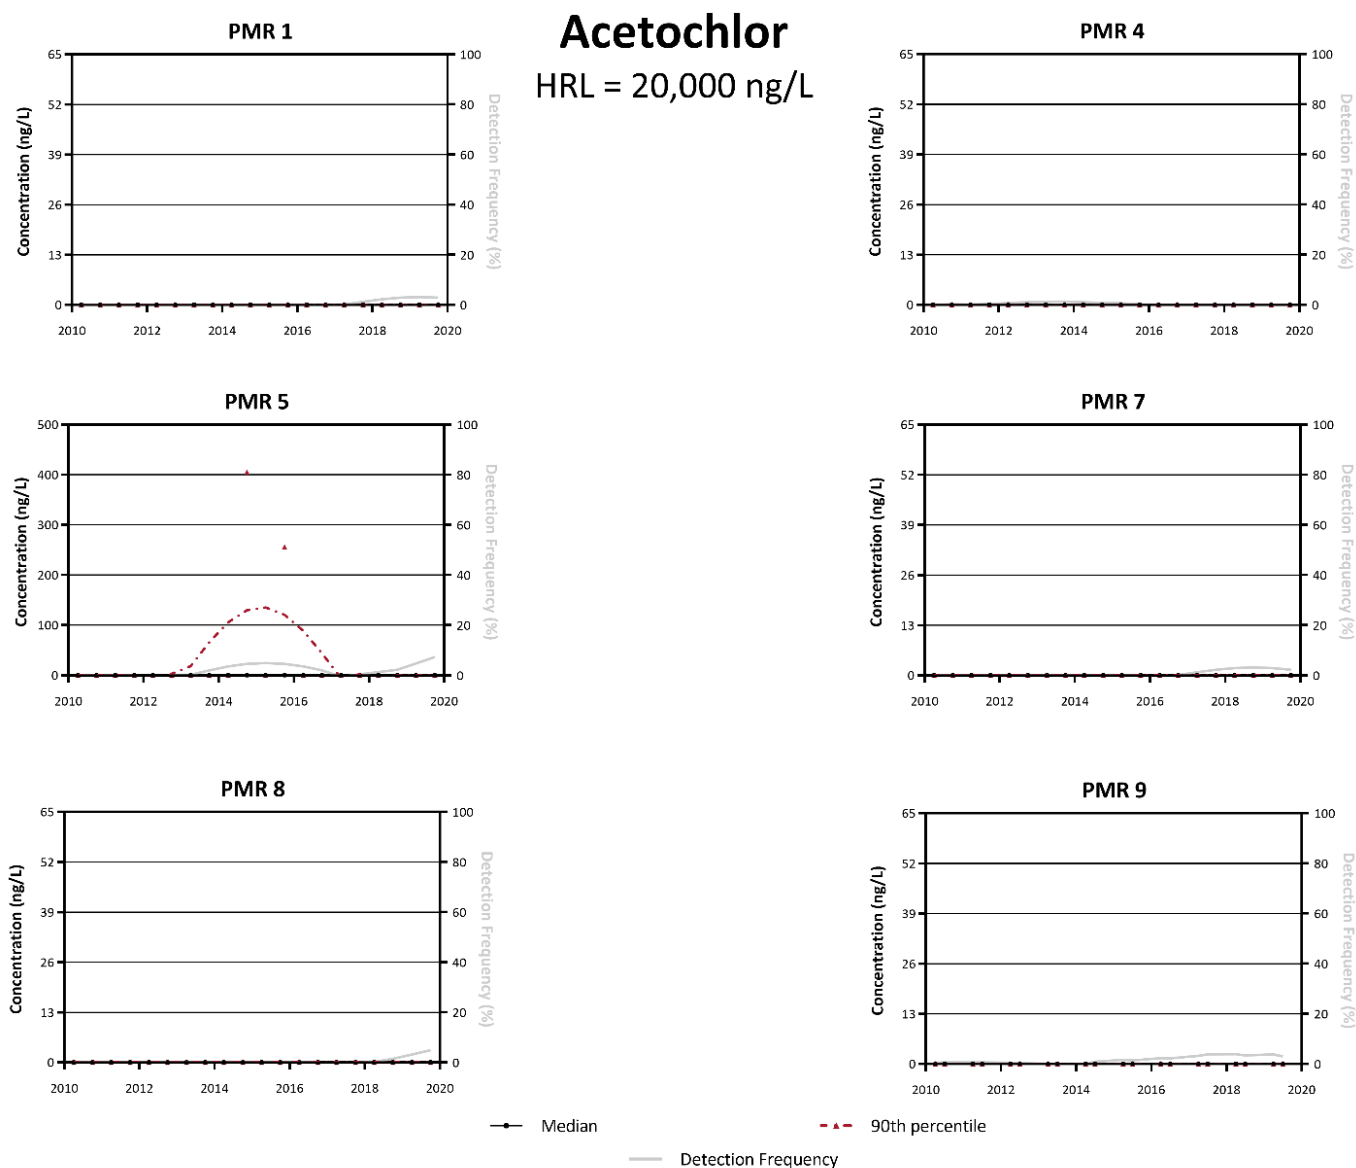 Acetochlor
HRL = 20,000 ng/L
PMR 1
65
52
39
26
13
0
100
80
60
40
20
0
2010 2012 2014 2016 2018 2020
Concentration (ng/L)
Detection Frequency (%)
PMR 4
65
52
39
26
13
0
100
80
60
40
20
0
2010 2012 2014 2016 2018 2020
Concentration (ng/L)
Detection Frequency (%)
PMR 5
500
400
300
200
100
0
100
80
60
40
20
0
2010 2012 2014 2016 2018 2020
Concentration (ng/L)
Detection Frequency (%)
PMR 7
65
52
39
26
13
0
100
80
60
40
20
0
2010 2012 2014 2016 2018 2020
Concentration (ng/L)
Detection Frequency (%)
PMR 8
65
52
39
26
13
0
100
80
60
40
20
0
2010 2012 2014 2016 2018 2020
Concentration (ng/L)
Detection Frequency (%)
PMR 9
65
52
39
26
13
0
100
80
60
40
20
0
2010 2012 2014 2016 2018 2020
Concentration (ng/L)
Detection Frequency (%)
Median
90th percentile
Detection Frequency